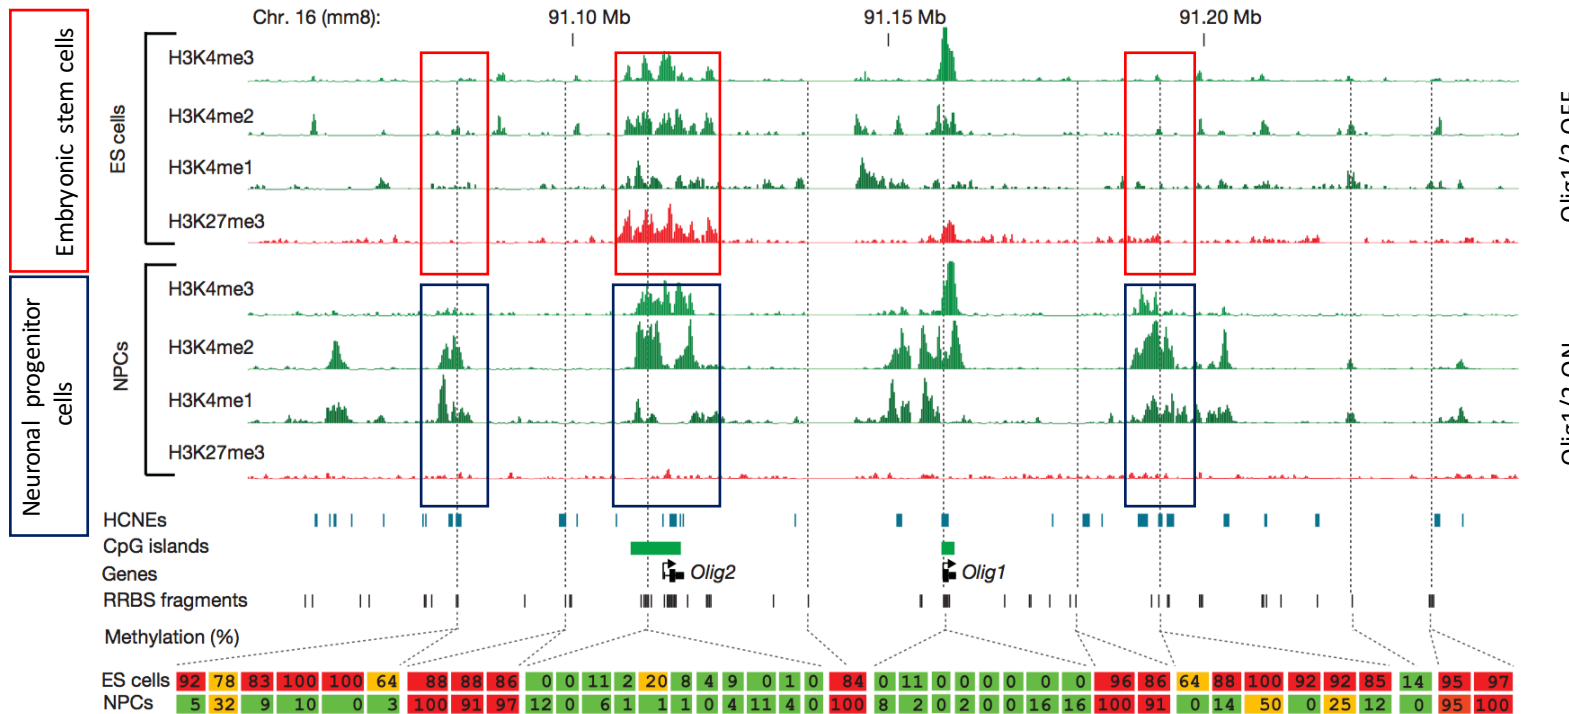 Chr. 16 (mm8): 91.10 Mb 91.15 Mb 91.20 Mb
Embryonic stem cells
ES cells
H3K4me3
H3K4me2
H3K4me1
H3K27me3
Neuronal progenitor
cells
NPCs
H3K4me3
H3K4me2
H3K4me1
H3K27me3
HCNEs
CpG islands
Genes Olig2 Olig1
RRBS fragments
Methylation (%)
ES cells 92 78 83 100 100 64 88 88 86 0 0 11 2 20 8 4 9 0 1 0 84 0 11 0 0 0 0 0 0 96 86 64 88 100 92 92 85 14 95 97
NPCs 5 32 9 10 0 3 100 91 97 12 0 6 1 1 1 0 4 11 4 0 100 8 2 0 2 0 0 16 16 100 91 0 14 50 0 25 12 0 95 100